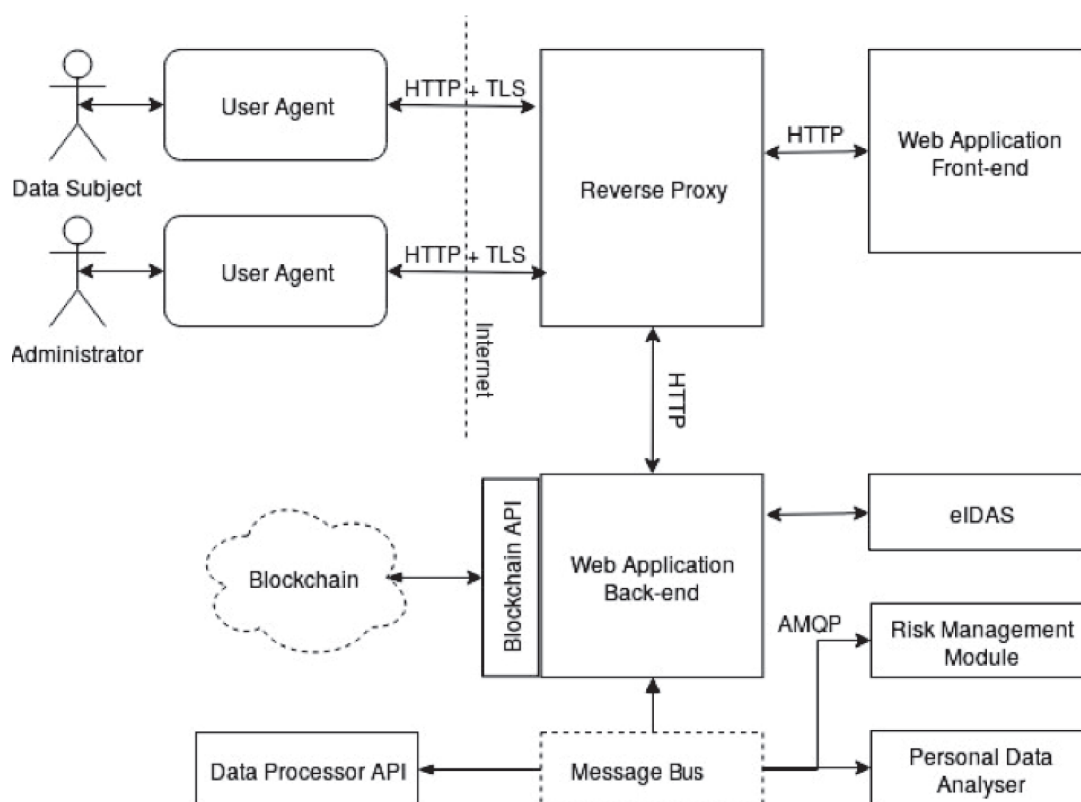 User Agent
HTTP + TLS
HTTP
Web Application
Front-end
Data Subject
Reverse Proxy
User Agent
HTTP + TLS
Administrator
Internet
HTTP
Blockchain
Blockchain API
Web Application
Back-end
eIDAS
AMQP
Risk Management
Module
Data Processor API
Message Bus
Personal Data
Analyser